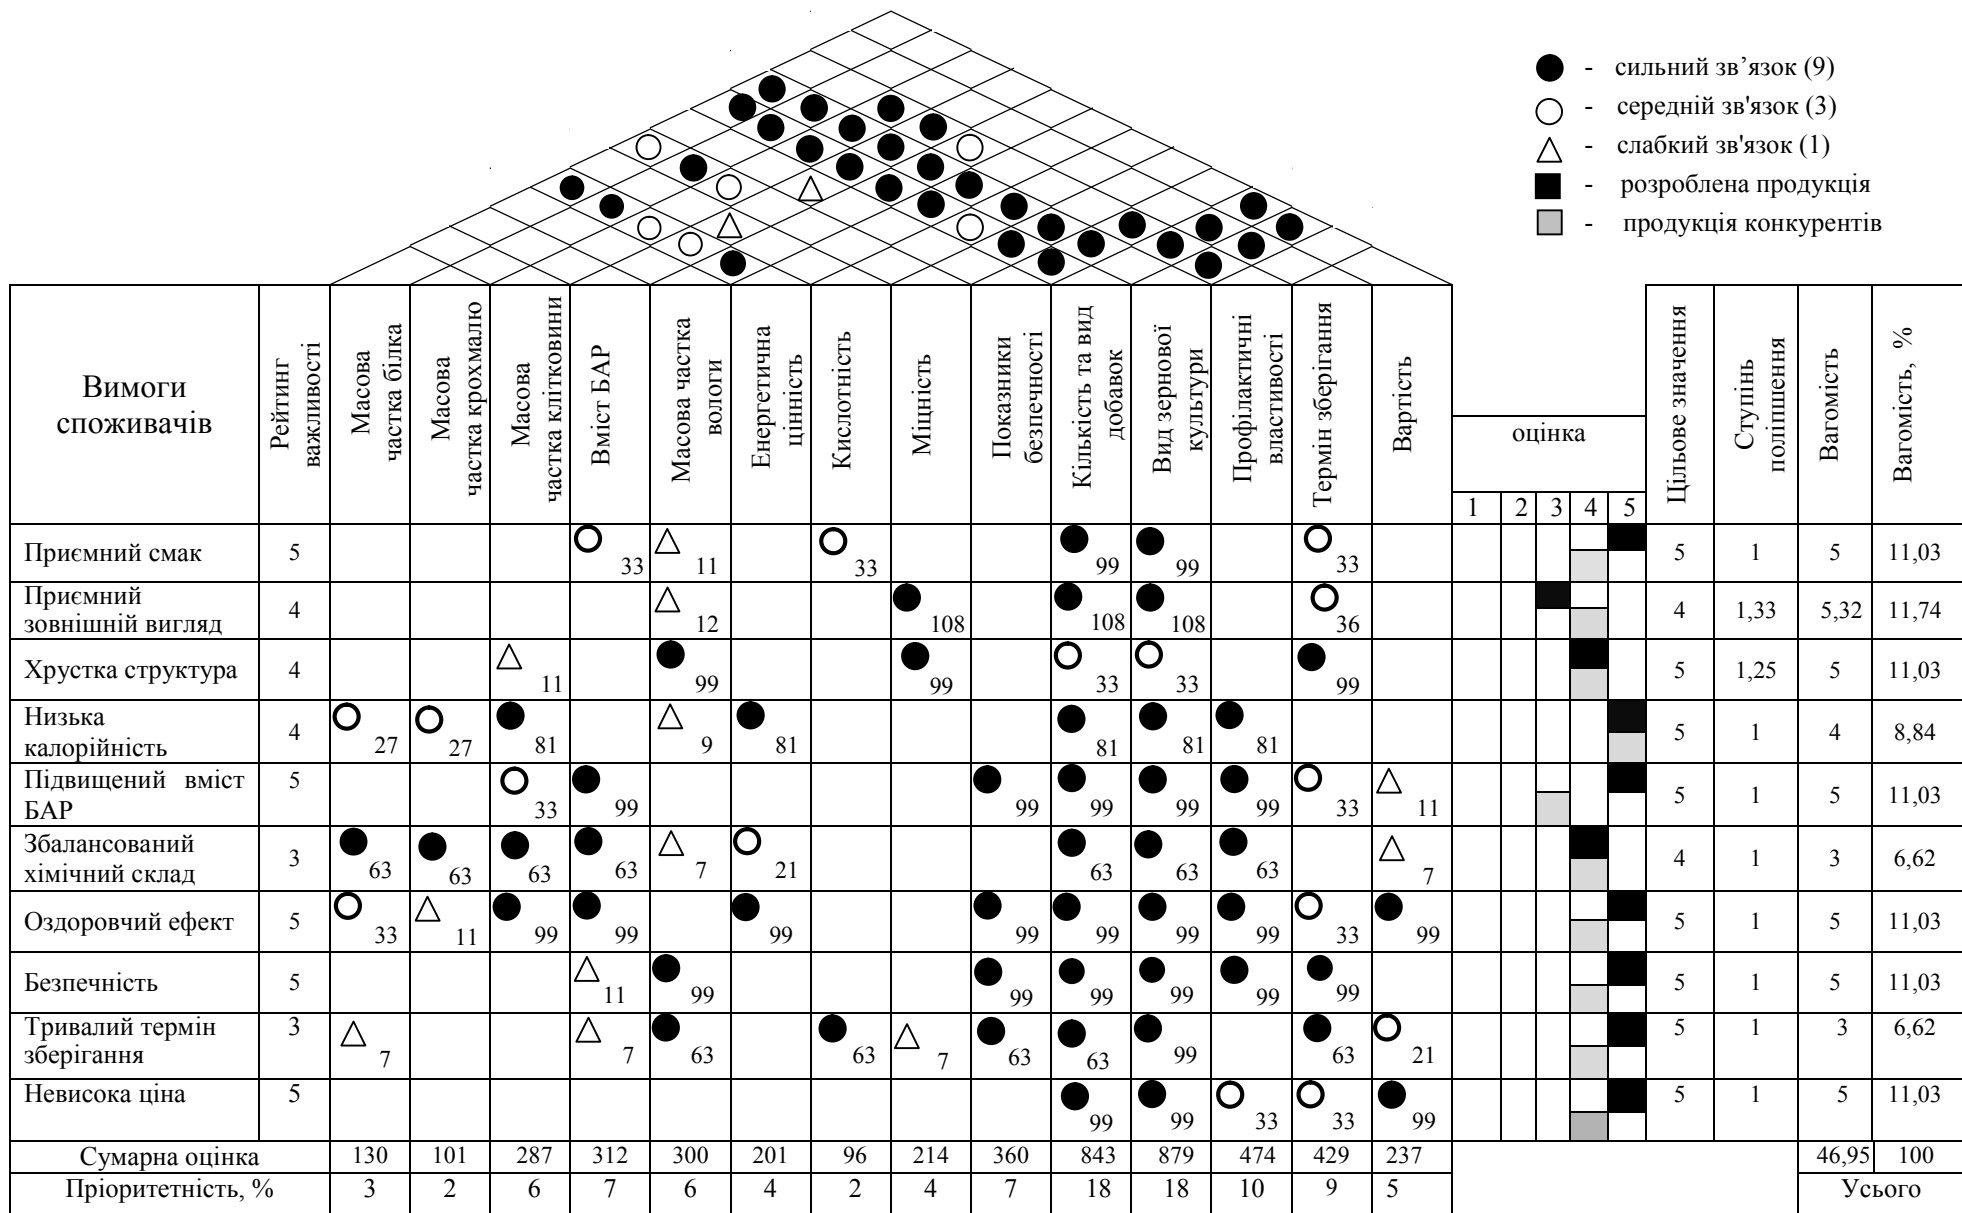 - сильний зв’язок (9)
- середній зв'язок (3)
- слабкий зв'язок (1)
- розроблена продукція
- продукція конкурентів
Вимоги
споживачів
Рейтинг
важливості
Масова
частка білка
Масова
частка крохмалю
Масова
частка клітковини
Вміст БАР
Масова частка
вологи
Енергетична
цінність
Кислотність
Міцність
Показники
безпечності
Кількість та вид
добавок
Вид зернової
культури
Профілактичні
властивості
Термін зберігання
Вартість
оцінка
1 2 3 4 5
Цільове значення
Ступінь
поліпшення
Вагомість
Вагомість, %
Приємний смак 5 33 11 33 99 99 33 5 1 5 11,03
Приємний
зовнішній вигляд 4 12 108 108 108 36 4 1,33 5,32 11,74
Хрустка структура 4 11 99 99 33 33 99 5 1,25 5 11,03
Низька
калорійність 4 27 27 81 9 81 81 81 81 5 1 4 8,84
Підвищений вміст
БАР 5 33 99 99 99 99 99 33 11 5 1 5 11,03
Збалансований
хімічний склад 3 63 63 63 63 7 21 63 63 63 7 4 1 3 6,62
Оздоровчий ефект 5 33 11 99 99 99 99 99 99 99 33 99 5 1 5 11,03
Безпечність 5 11 99 99 99 99 99 99 5 1 5 11,03
Тривалий термін
зберігання 3 7 7 63 63 7 63 63 99 63 21 5 1 3 6,62
Невисока ціна 5 99 99 33 33 99 5 1 5 11,03
Сумарна оцінка 130 101 287 312 300 201 96 214 360 843 879 474 429 237 46,95 100
Пріоритетність, % 3 2 6 7 6 4 2 4 7 18 18 10 9 5 Усього